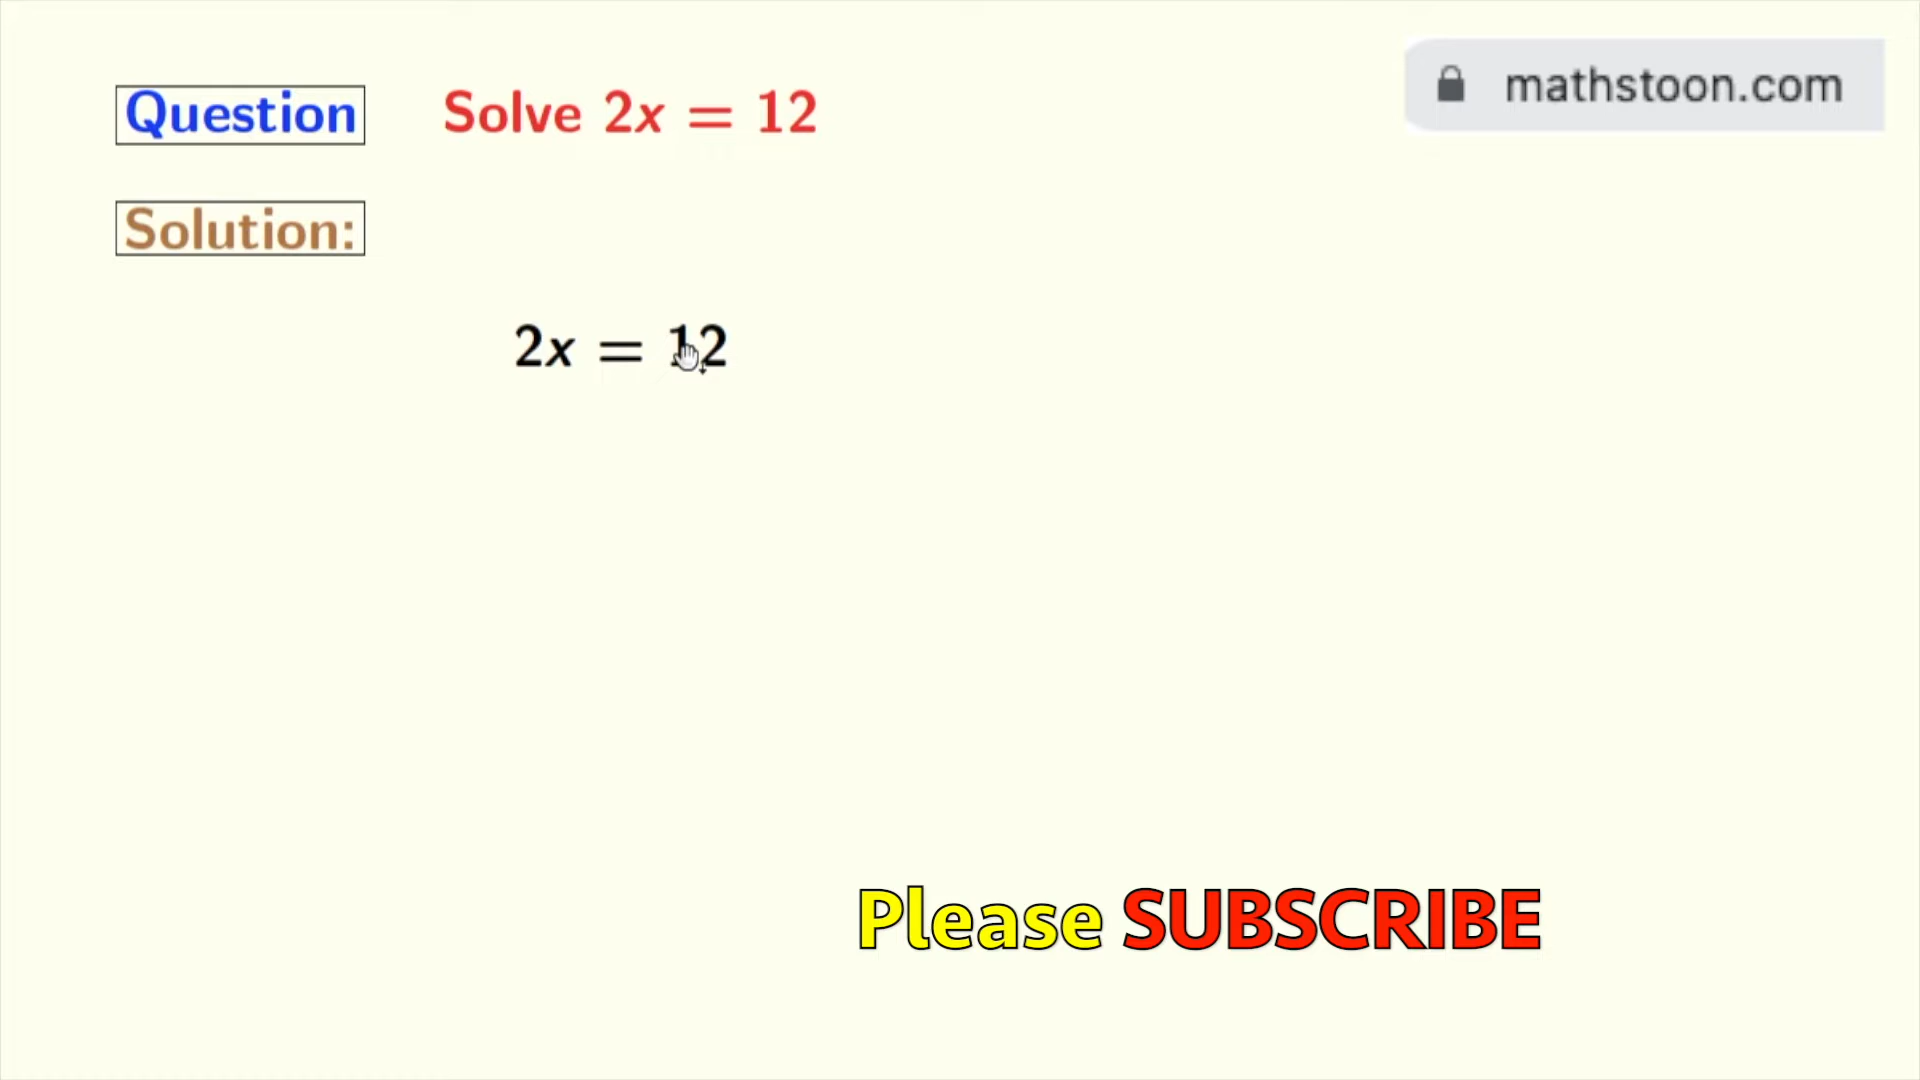 Question Solve 2x = 12
mathstoon.com
Solution:
2x = 12
Please SUBSCRIBE